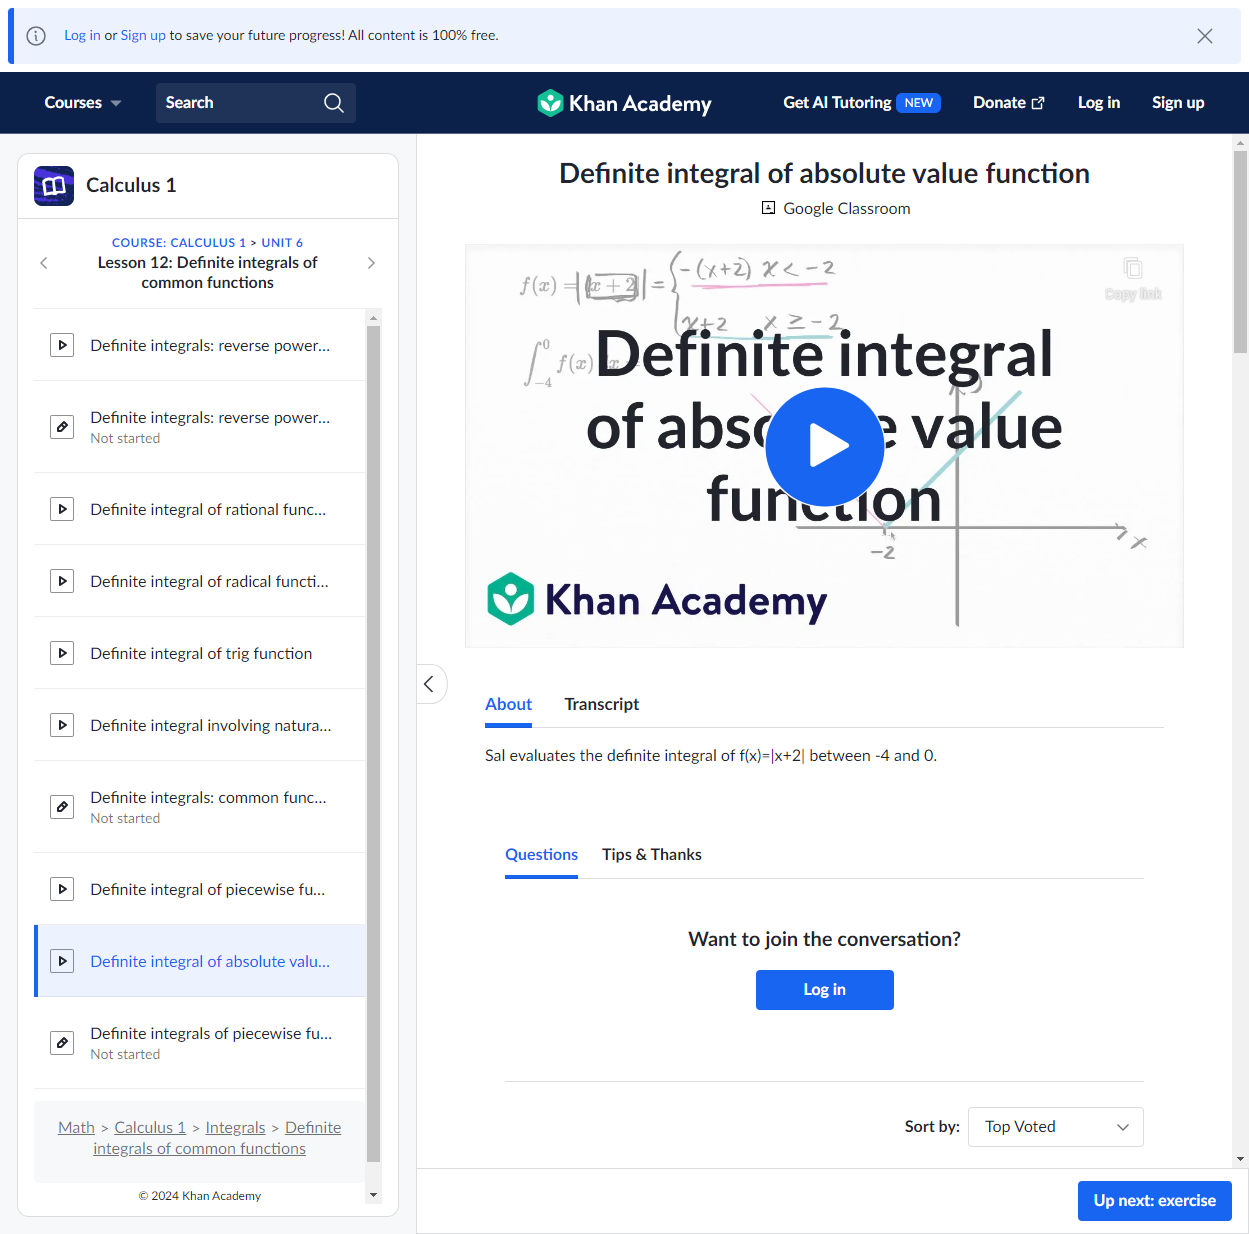 Log in or Sign up to save your future progress! All content is 100% free.
Courses
Search
Khan Academy
Get AI Tutoring NEW
Donate
Log in
Sign up
Calculus 1
COURSE: CALCULUS 1 > UNIT 6
Lesson 12: Definite integrals of
common functions
Definite integrals: reverse power...
Definite integrals: reverse power...
Not started
Definite integral of rational func...
Definite integral of radical functi...
Definite integral of trig function
Definite integral involving natura...
Definite integrals: common func...
Not started
Definite integral of piecewise fu...
Definite integral of absolute valu...
Definite integrals of piecewise fu...
Not started
Math > Calculus 1 > Integrals > Definite
integrals of common functions
© 2024 Khan Academy
Definite integral of absolute value function
Google Classroom
f(x) = |x + 2| = { -(x+2) x < -2
x+2 x ≥ -2
Copy link
∫ 0 -4 f(x)
Definite integral
of absolute value
function
-2
x
Khan Academy
About
Transcript
Sal evaluates the definite integral of f(x)=|x+2| between -4 and 0.
Questions
Tips & Thanks
Want to join the conversation?
Log in
Sort by:
Top Voted
Up next: exercise